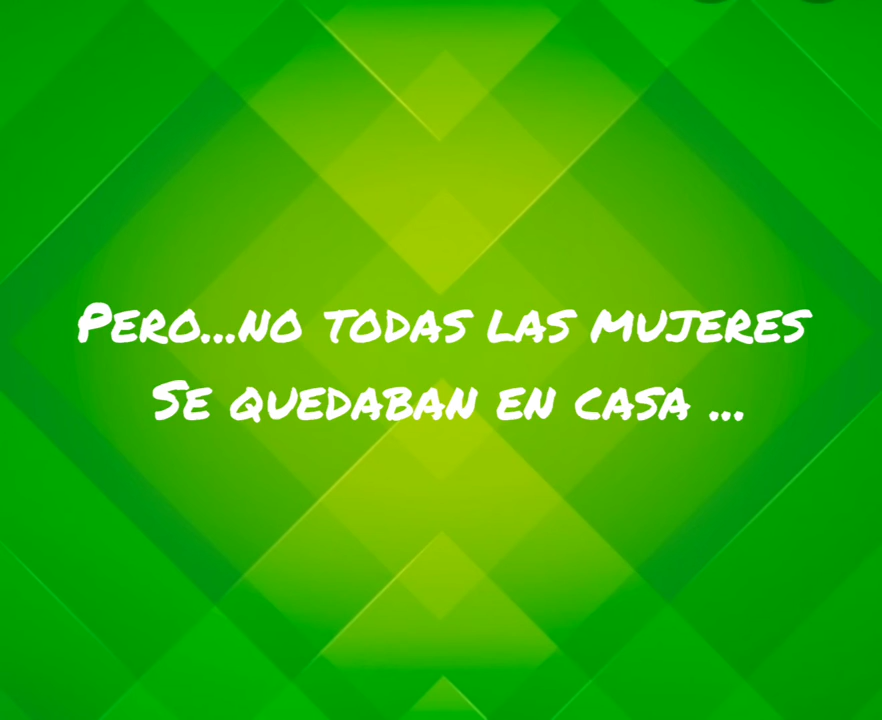 Pero...no todas las mujeres
Se quedaban en casa ...